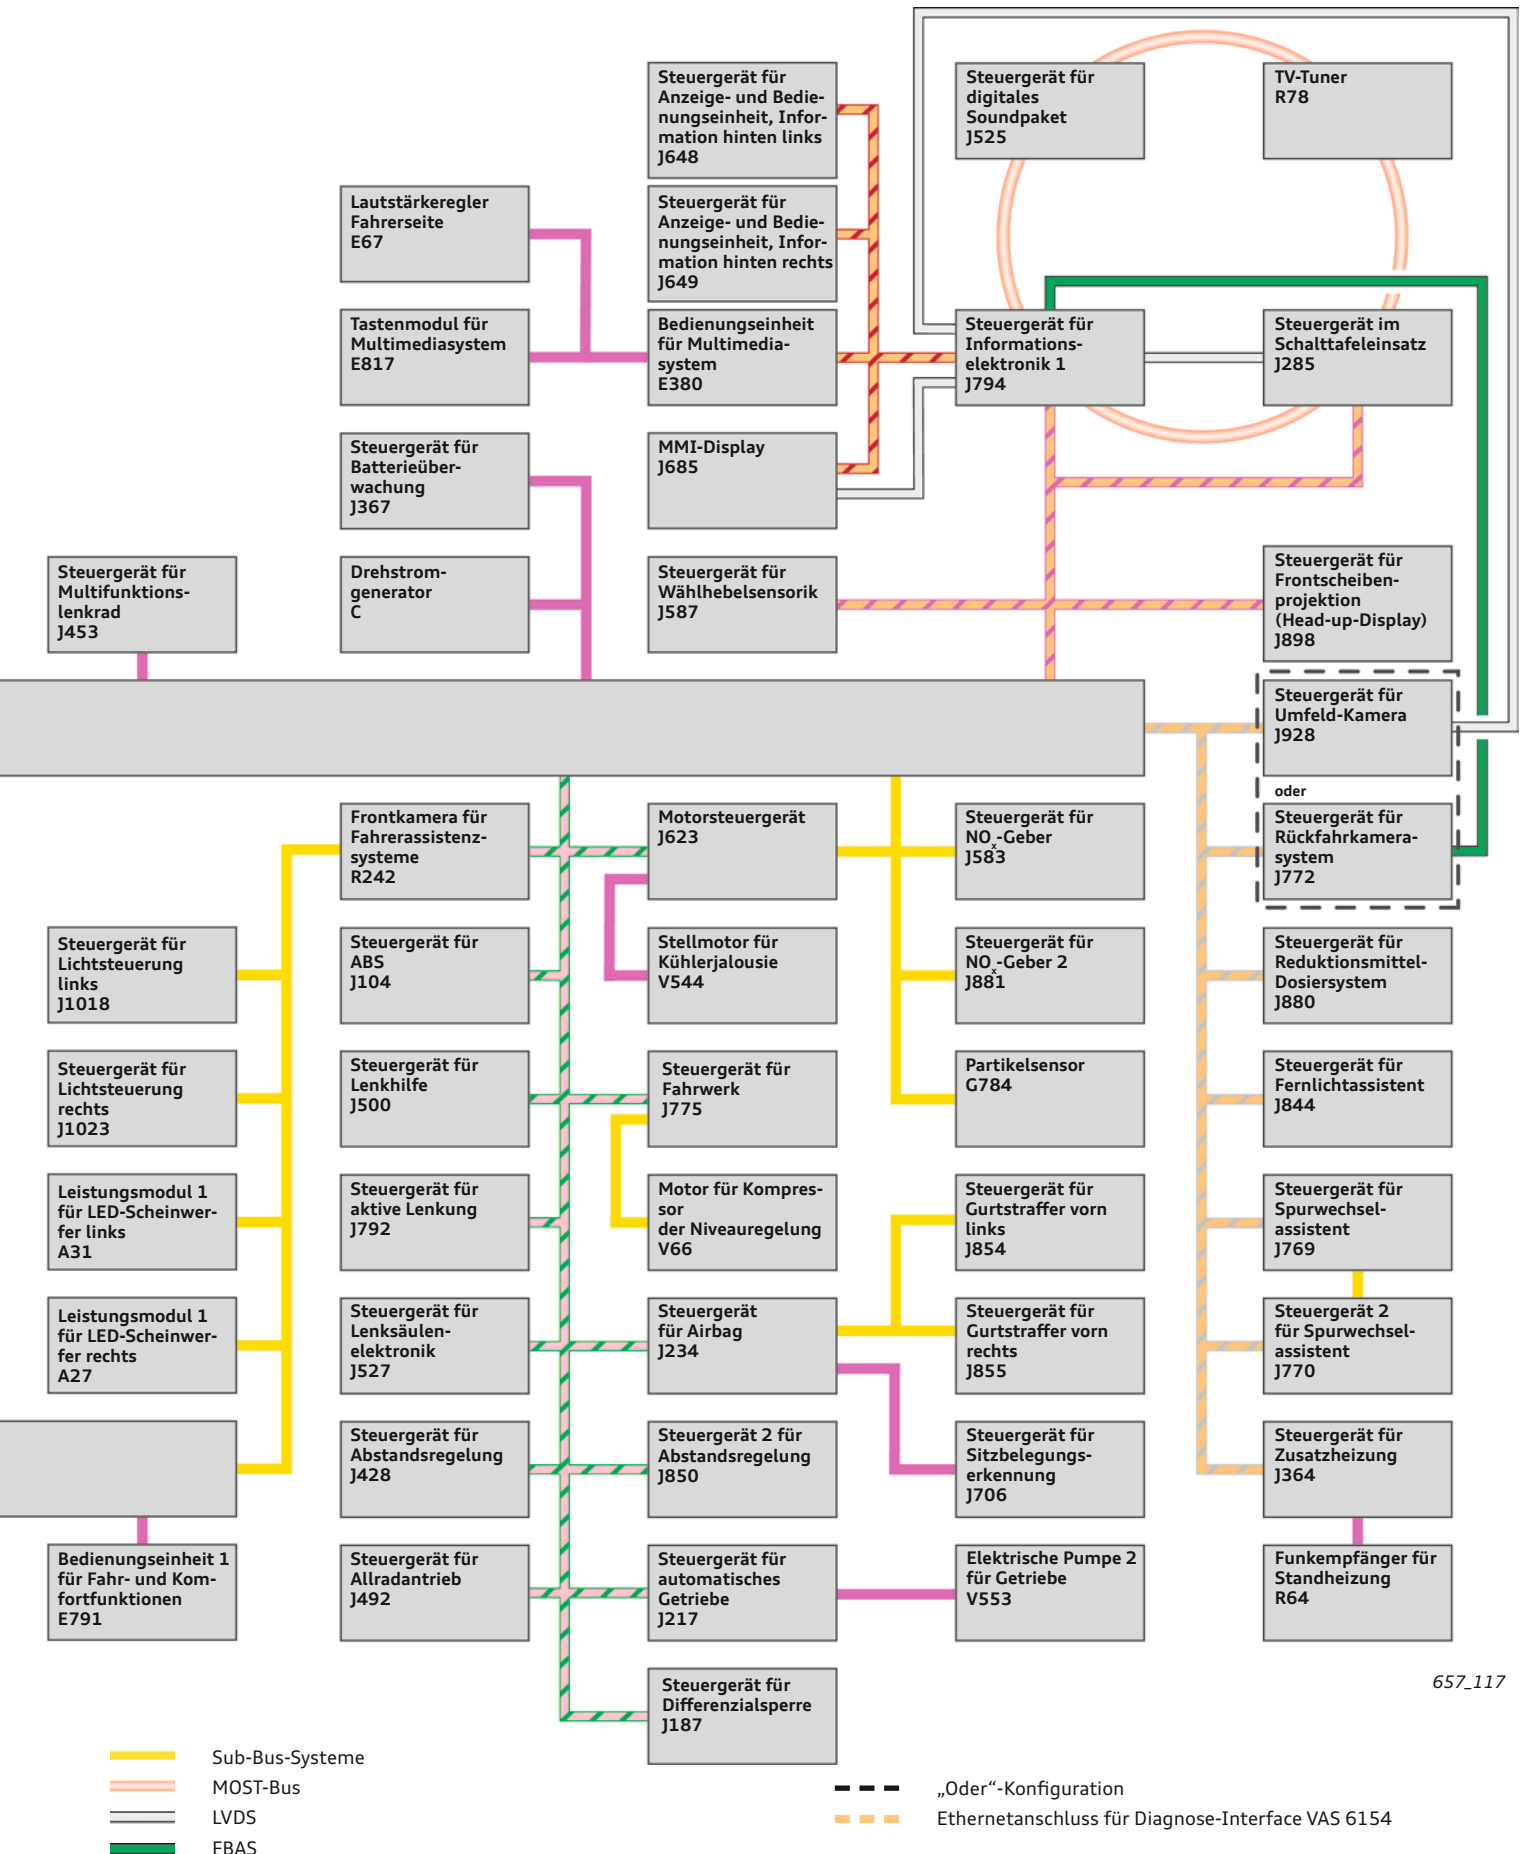 Steuergerät für
Anzeige- und Bedie-
nungseinheit, Infor-
mation hinten links
J648
Steuergerät für
digitales
Soundpaket
J525
TV-Tuner
R78
Lautstärkeregler
Fahrerseite
E67
Steuergerät für
Anzeige- und Bedie-
nungseinheit, Infor-
mation hinten rechts
J649
Tastenmodul für
Multimediasystem
E817
Bedienungseinheit
für Multimedia-
system
E380
Steuergerät für
Informations-
elektronik 1
J794
Steuergerät im
Schalttafeleinsatz
J285
Steuergerät für
Batterieüber-
wachung
J367
MMI-Display
J685
Steuergerät für
Multifunktions-
lenkrad
J453
Drehstrom-
generator
C
Steuergerät für
Wählhebelsensorik
J587
Steuergerät für
Frontscheiben-
projektion
(Head-up-Display)
J898
Steuergerät für
Umfeld-Kamera
J928
oder
Frontkamera für
Fahrerassistenz-
systeme
R242
Motorsteuergerät
J623
Steuergerät für
NOx-Geber
J583
Steuergerät für
Rückfahrkamera-
system
J772
Steuergerät für
Lichtsteuerung
links
J1018
Steuergerät für
ABS
J104
Stellmotor für
Kühlerjalousie
V544
Steuergerät für
NOx-Geber 2
J881
Steuergerät für
Reduktionsmittel-
Dosiersystem
J880
Steuergerät für
Lichtsteuerung
rechts
J1023
Steuergerät für
Lenkhilfe
J500
Steuergerät für
Fahrwerk
J775
Partikelsensor
G784
Steuergerät für
Fernlichtassistent
J844
Leistungsmodul 1
für LED-Scheinwer-
fer links
A31
Steuergerät für
aktive Lenkung
J792
Motor für Kompres-
sor
der Niveauregelung
V66
Steuergerät für
Gurtstraffer vorn
links
J854
Steuergerät für
Spurwechsel-
assistent
J769
Leistungsmodul 1
für LED-Scheinwer-
fer rechts
A27
Steuergerät für
Lenksäulen-
elektronik
J527
Steuergerät
für Airbag
J234
Steuergerät für
Gurtstraffer vorn
rechts
J855
Steuergerät 2
für Spurwechsel-
assistent
J770
Steuergerät für
Abstandsregelung
J428
Steuergerät 2 für
Abstandsregelung
J850
Steuergerät für
Sitzbelegungs-
erkennung
J706
Steuergerät für
Zusatzheizung
J364
Bedienungseinheit 1
für Fahr- und Kom-
fortfunktionen
E791
Steuergerät für
Allradantrieb
J492
Steuergerät für
automatisches
Getriebe
J217
Elektrische Pumpe 2
für Getriebe
V553
Funkempfänger für
Standheizung
R64
Steuergerät für
Differenzialsperre
J187
657_117
Sub-Bus-Systeme
MOST-Bus
LVDS
FBAS
„Oder“-Konfiguration
Ethernetanschluss für Diagnose-Interface VAS 6154